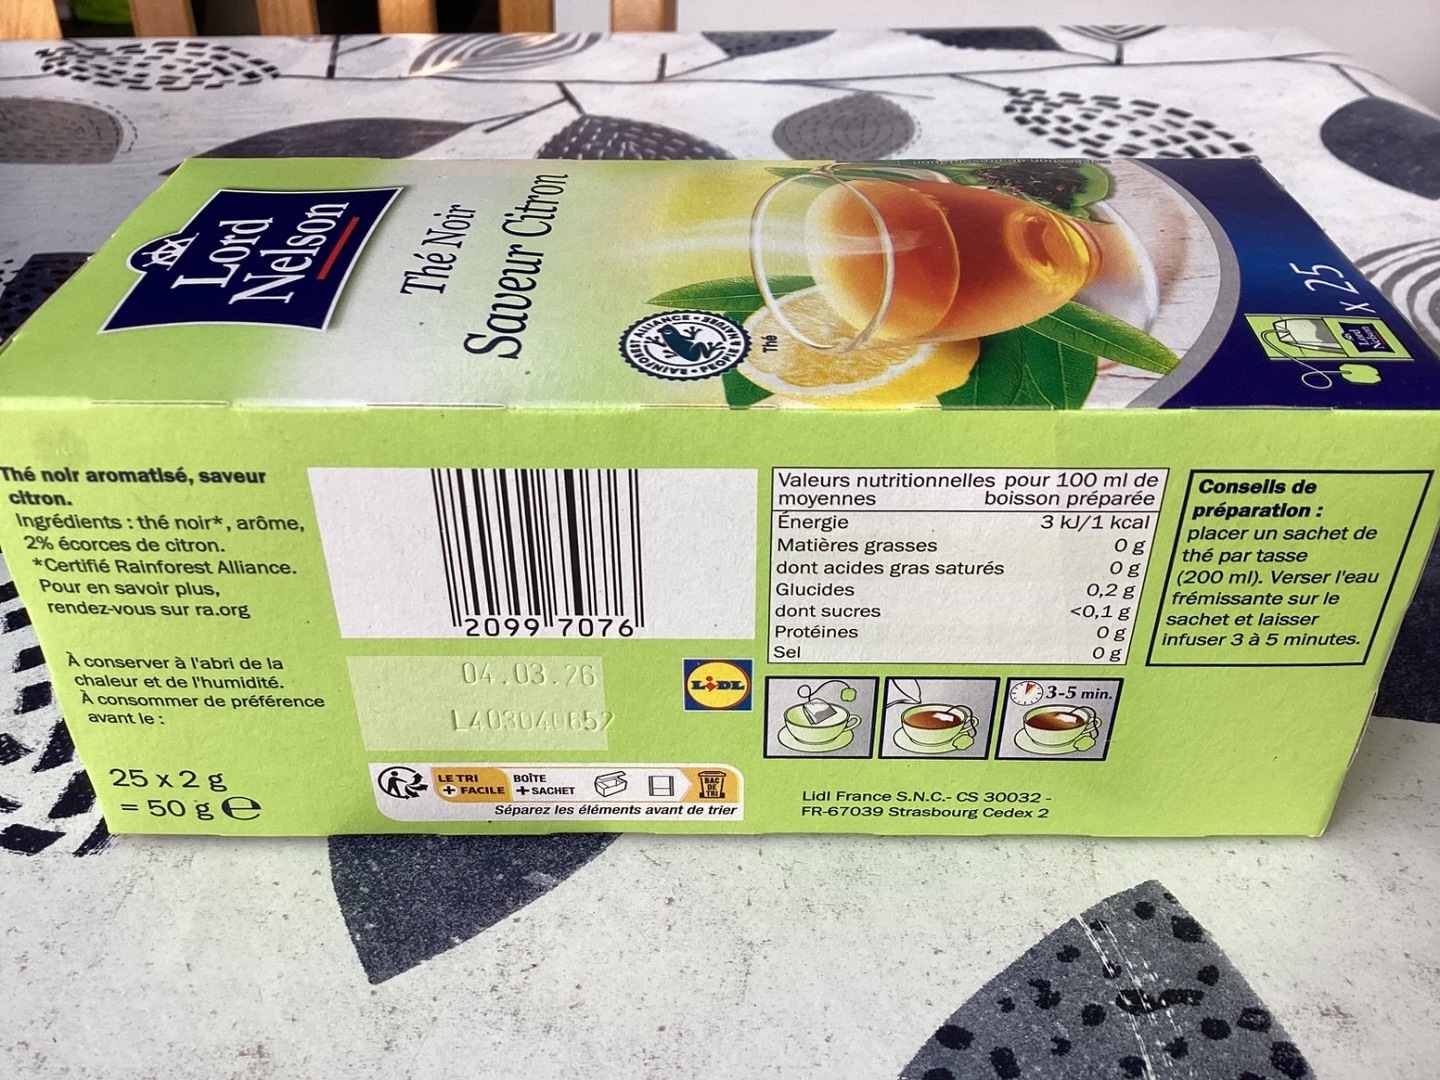 Lord
Nelson
Thé Noir
Saveur Citron
RAINFOREST ALLIANCE • PEOPLE & NATURE •
Thé
x 25
Lord
Nelson
Thé noir aromatisé, saveur
citron.
Ingrédients : thé noir*, arôme,
2% écorces de citron.
*Certifié Rainforest Alliance.
Pour en savoir plus,
rendez-vous sur ra.org
À conserver à l'abri de la
chaleur et de l'humidité.
À consommer de préférence
avant le :
25 x 2 g
= 50 g e
2099 7076
04.03.26
LIDL
LE TRI
+ FACILE
BOÎTE
+ SACHET
BAC
DE
TRI
Séparez les éléments avant de trier
Valeurs nutritionnelles pour 100 ml de
moyennes boisson préparée
Énergie 3 kJ/1 kcal
Matières grasses 0 g
dont acides gras saturés 0 g
Glucides 0,2 g
dont sucres <0,1 g
Protéines 0 g
Sel 0 g
3-5 min.
Lidl France S.N.C.- CS 30032 -
FR-67039 Strasbourg Cedex 2
Conseils de
préparation :
placer un sachet de
thé par tasse
(200 ml). Verser l'eau
frémissante sur le
sachet et laisser
infuser 3 à 5 minutes.